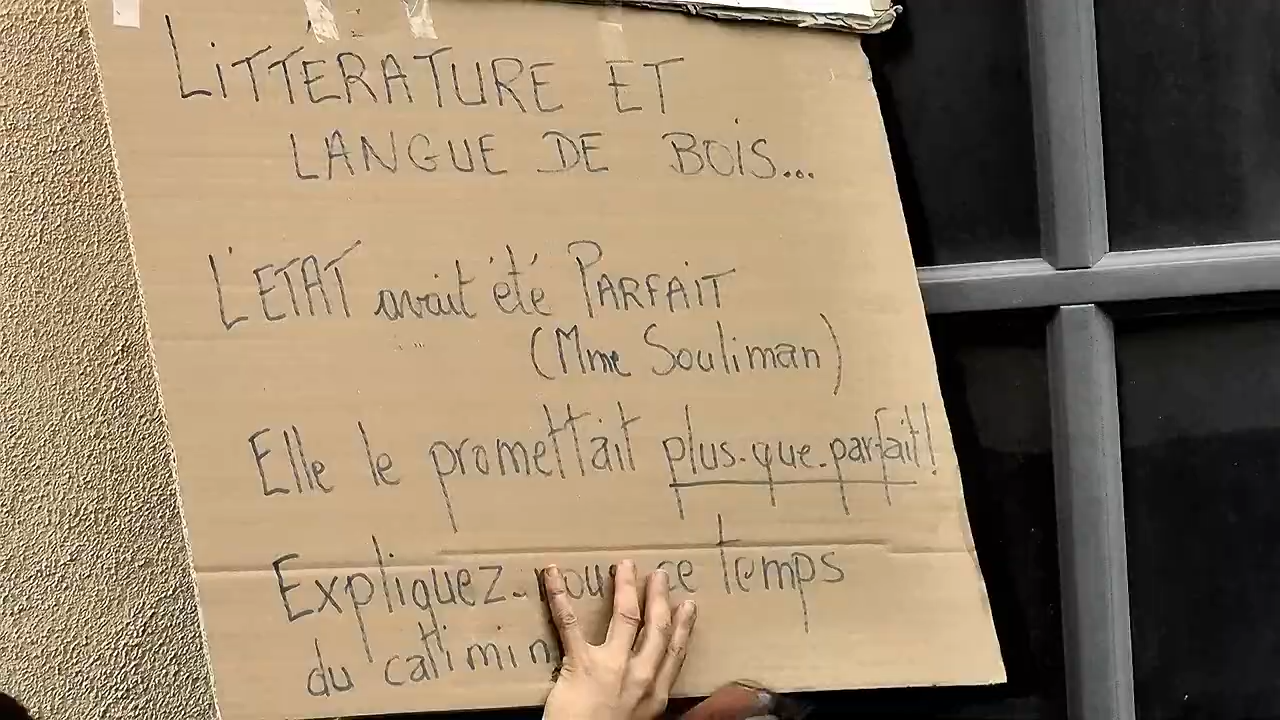 LITTERATURE ET
LANGUE DE BOIS...
L'ETAT avait été PARFAIT
(Mme Souliman)
Elle le promettait plus-que-parfait!
Expliquez-nous ce temps
du